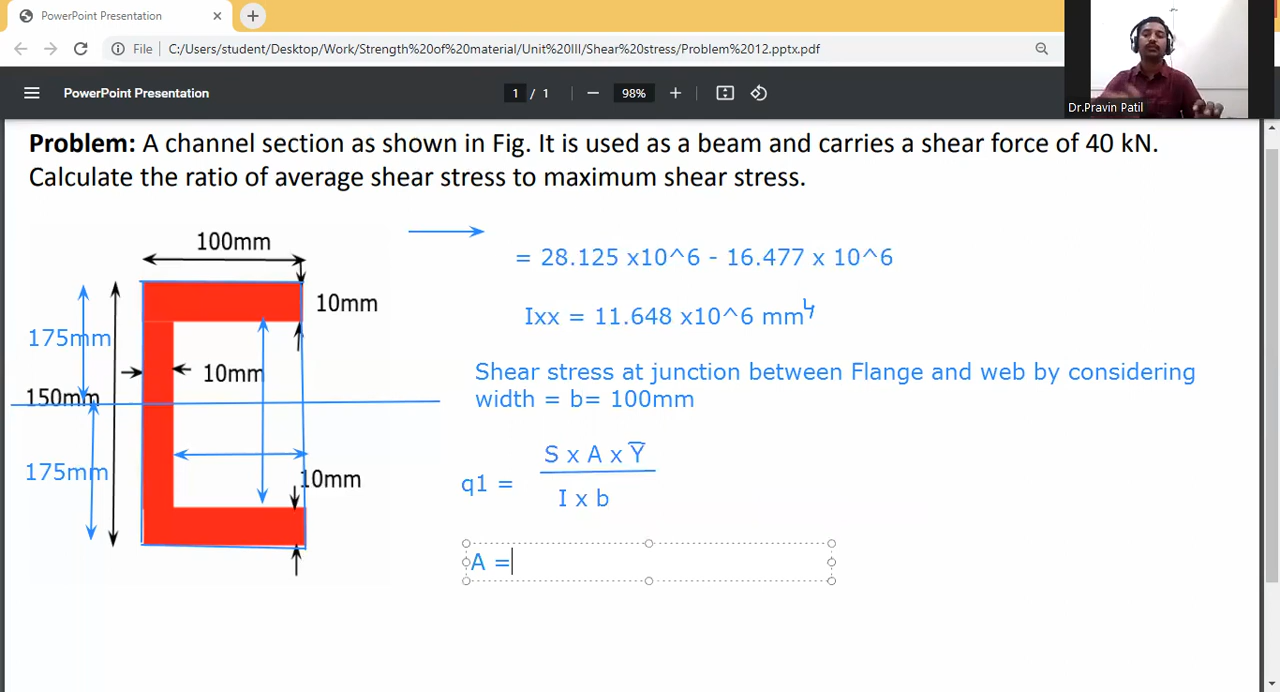 PowerPoint Presentation
File
C:/Users/student/Desktop/Work/Strength%20of%20material/Unit%20III/Shear%20stress/Problem%2012.pptx.pdf
PowerPoint Presentation
1 / 1
98%
Dr.Pravin Patil
Problem: A channel section as shown in Fig. It is used as a beam and carries a shear force of 40 kN.
Calculate the ratio of average shear stress to maximum shear stress.
100mm
10mm
175mm
10mm
150mm
175mm
10mm
= 28.125 x10^6 - 16.477 x 10^6
Ixx = 11.648 x10^6 mm4
Shear stress at junction between Flange and web by considering
width = b= 100mm
S x A x Y̅
q1 =
I x b
A =